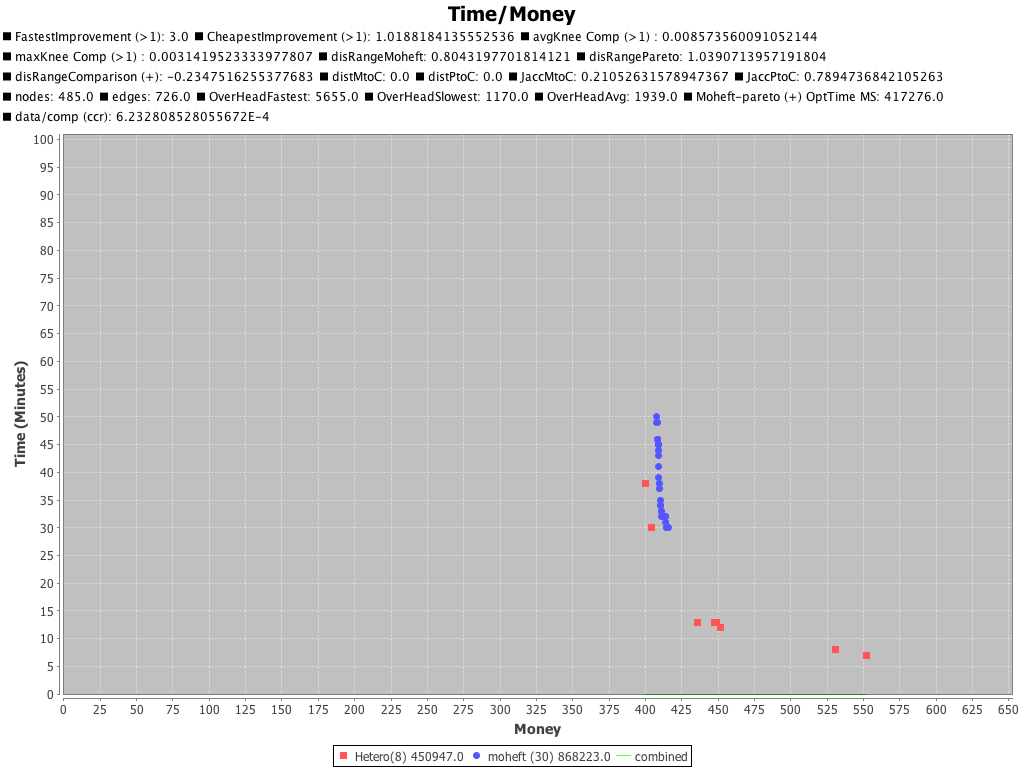 Time/Money
■ FastestImprovement (>1): 3.0 ■ CheapestImprovement (>1): 1.0188184135552536 ■ avgKnee Comp (>1) : 0.008573560091052144
■ maxKnee Comp (>1) : 0.0031419523333977807 ■ disRangeMoheft: 0.8043197701814121 ■ disRangePareto: 1.0390713957191804
■ disRangeComparison (+): -0.2347516255377683 ■ distMtoC: 0.0 ■ distPtoC: 0.0 ■ JaccMtoC: 0.21052631578947367 ■ JaccPtoC: 0.7894736842105263
■ nodes: 485.0 ■ edges: 726.0 ■ OverHeadFastest: 5655.0 ■ OverHeadSlowest: 1170.0 ■ OverHeadAvg: 1939.0 ■ Moheft-pareto (+) OptTime MS: 417276.0
■ data/comp (ccr): 6.232808528055672E-4
100
95
90
85
80
75
70
65
60
55
50
45
40
35
30
25
20
15
10
5
0
Time (Minutes)
0 25 50 75 100 125 150 175 200 225 250 275 300 325 350 375 400 425 450 475 500 525 550 575 600 625 650
Money
Hetero(8) 450947.0 moheft (30) 868223.0 combined